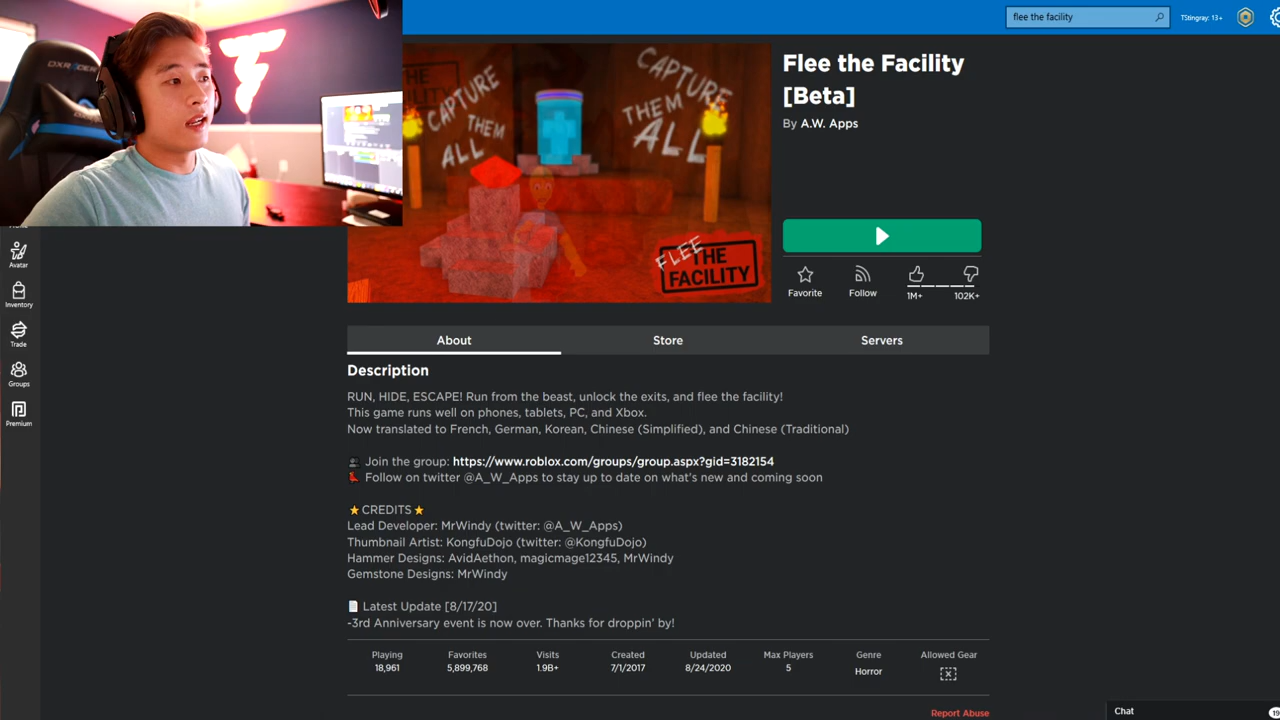 flee the facility
TStingray: 13+
DXRACER
CAPTURE THEM ALL
CAPTURE THEM ALL
FLEE THE FACILITY
Flee the Facility
[Beta]
By A.W. Apps
Favorite
Follow
1M+
102K+
Avatar
Inventory
Trade
Groups
Premium
About
Store
Servers
Description
RUN, HIDE, ESCAPE! Run from the beast, unlock the exits, and flee the facility!
This game runs well on phones, tablets, PC, and Xbox.
Now translated to French, German, Korean, Chinese (Simplified), and Chinese (Traditional)
Join the group: https://www.roblox.com/groups/group.aspx?gid=3182154
Follow on twitter @A_W_Apps to stay up to date on what's new and coming soon
⭐CREDITS⭐
Lead Developer: MrWindy (twitter: @A_W_Apps)
Thumbnail Artist: KongfuDojo (twitter: @KongfuDojo)
Hammer Designs: AvidAethon, magicmage12345, MrWindy
Gemstone Designs: MrWindy
Latest Update [8/17/20]
-3rd Anniversary event is now over. Thanks for droppin' by!
Playing
18,961
Favorites
5,899,768
Visits
1.9B+
Created
7/1/2017
Updated
8/24/2020
Max Players
5
Genre
Horror
Allowed Gear
Report Abuse
Chat